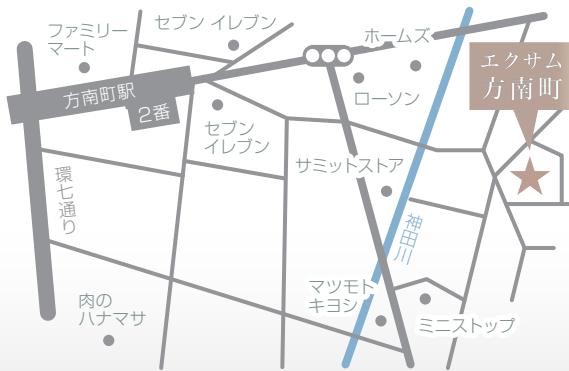 ファミリー
マート
セブン イレブン
ホームズ
エクサム
方南町
方南町駅
2番
ローソン
セブン
イレブン
サミットストア
環七通り
神田川
肉の
ハナマサ
マツモト
キヨシ
ミニストップ